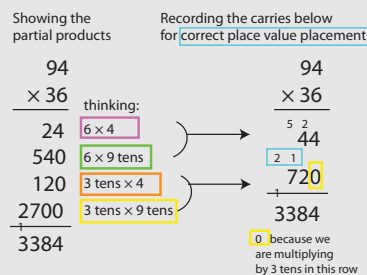 Showing the
partial products
94
× 36
24
540
120
2700
1
3384
thinking:
6 × 4
6 × 9 tens
3 tens × 4
3 tens × 9 tens
Recording the carries below
for correct place value placement
94
× 36
5 2
44
2 1
720
1
3384
0 because we
are multiplying
by 3 tens in this row